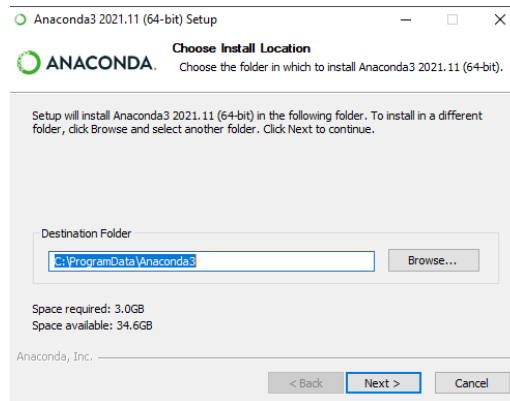 Anaconda3 2021.11 (64-bit) Setup
ANACONDA.
Choose Install Location
Choose the folder in which to install Anaconda3 2021.11 (64-bit).
Setup will install Anaconda3 2021.11 (64-bit) in the following folder. To install in a different
folder, click Browse and select another folder. Click Next to continue.
Destination Folder
C:\ProgramData\Anaconda3
Browse...
Space required: 3.0GB
Space available: 34.6GB
Anaconda, Inc.
< Back Next > Cancel